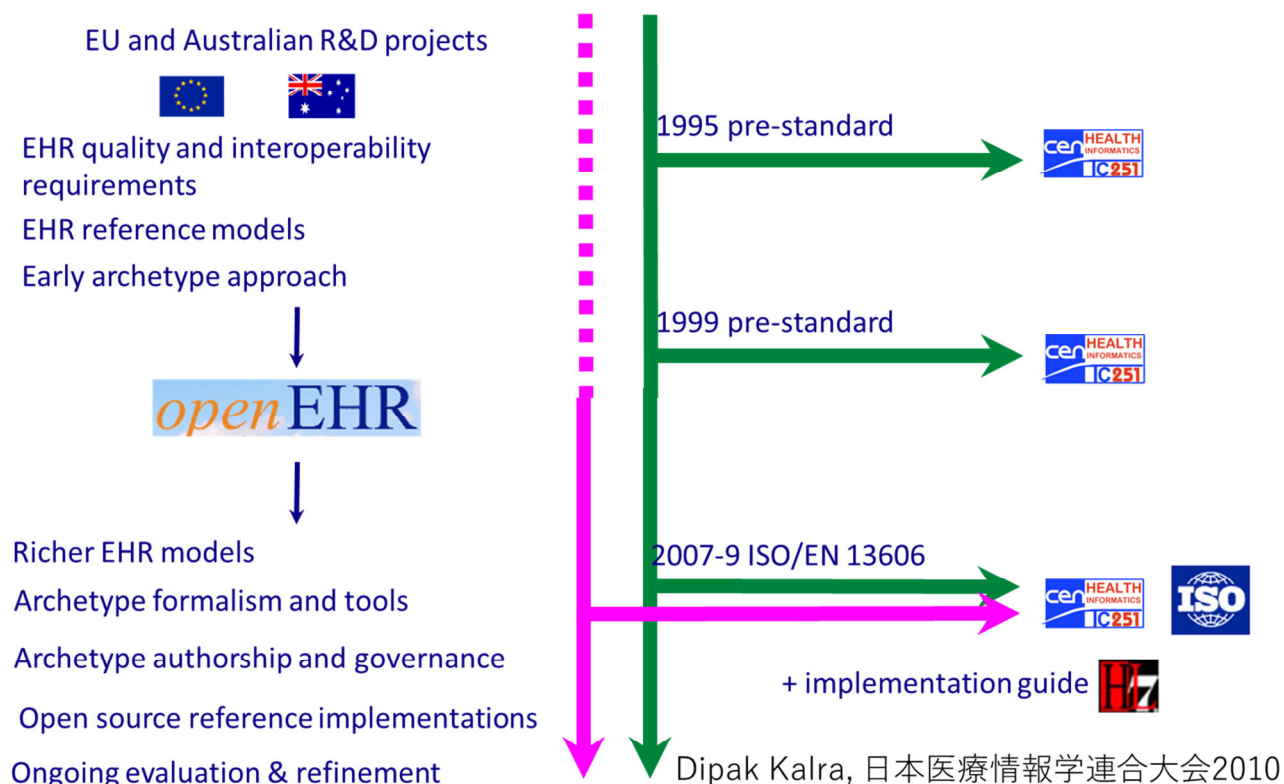 EU and Australian R&D projects
EHR quality and interoperability
requirements
EHR reference models
Early archetype approach
openEHR
Richer EHR models
Archetype formalism and tools
Archetype authorship and governance
Open source reference implementations
Ongoing evaluation & refinement
1995 pre-standard
cen HEALTH
INFORMATICS
TC251
1999 pre-standard
cen HEALTH
INFORMATICS
TC251
2007-9 ISO/EN 13606
cen HEALTH
INFORMATICS
TC251
ISO
+ implementation guide
HL7
Dipak Kalra, 日本医療情報学連合大会2010